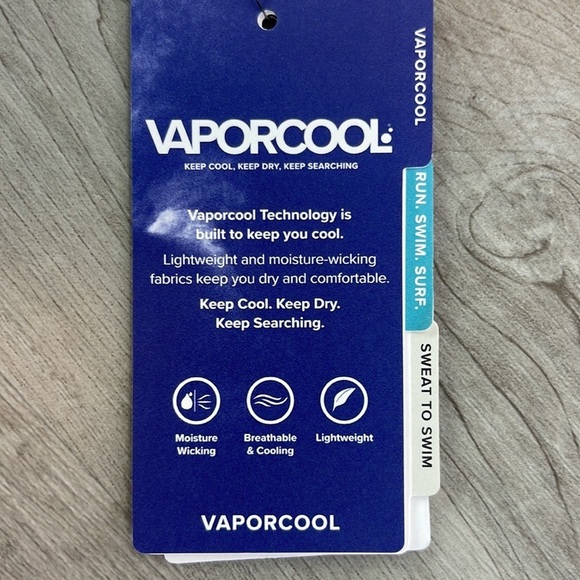 VAPORCOOL
KEEP COOL, KEEP DRY, KEEP SEARCHING
Vaporcool Technology is
built to keep you cool.
Lightweight and moisture-wicking
fabrics keep you dry and comfortable.
Keep Cool. Keep Dry.
Keep Searching.
Moisture
Wicking
Breathable
& Cooling
Lightweight
VAPORCOOL
VAPORCOOL
RUN. SWIM. SURF.
SWEAT TO SWIM